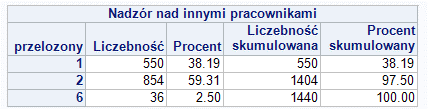 Nadzór nad innymi pracownikami
przelozony Liczebność Procent Liczebność skumulowana Procent skumulowany
1 550 38.19 550 38.19
2 854 59.31 1404 97.50
6 36 2.50 1440 100.00